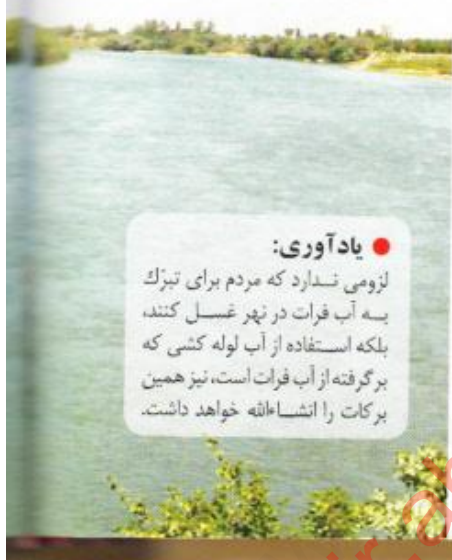 یادآوری:
لزومی ندارد که مردم برای تبرّك
به آب فرات در نهر غسل کنند،
بلکه استفاده از آب لوله کشی که
برگرفته از آب فرات است، نیز همین
برکات را انشاءالله خواهد داشت.